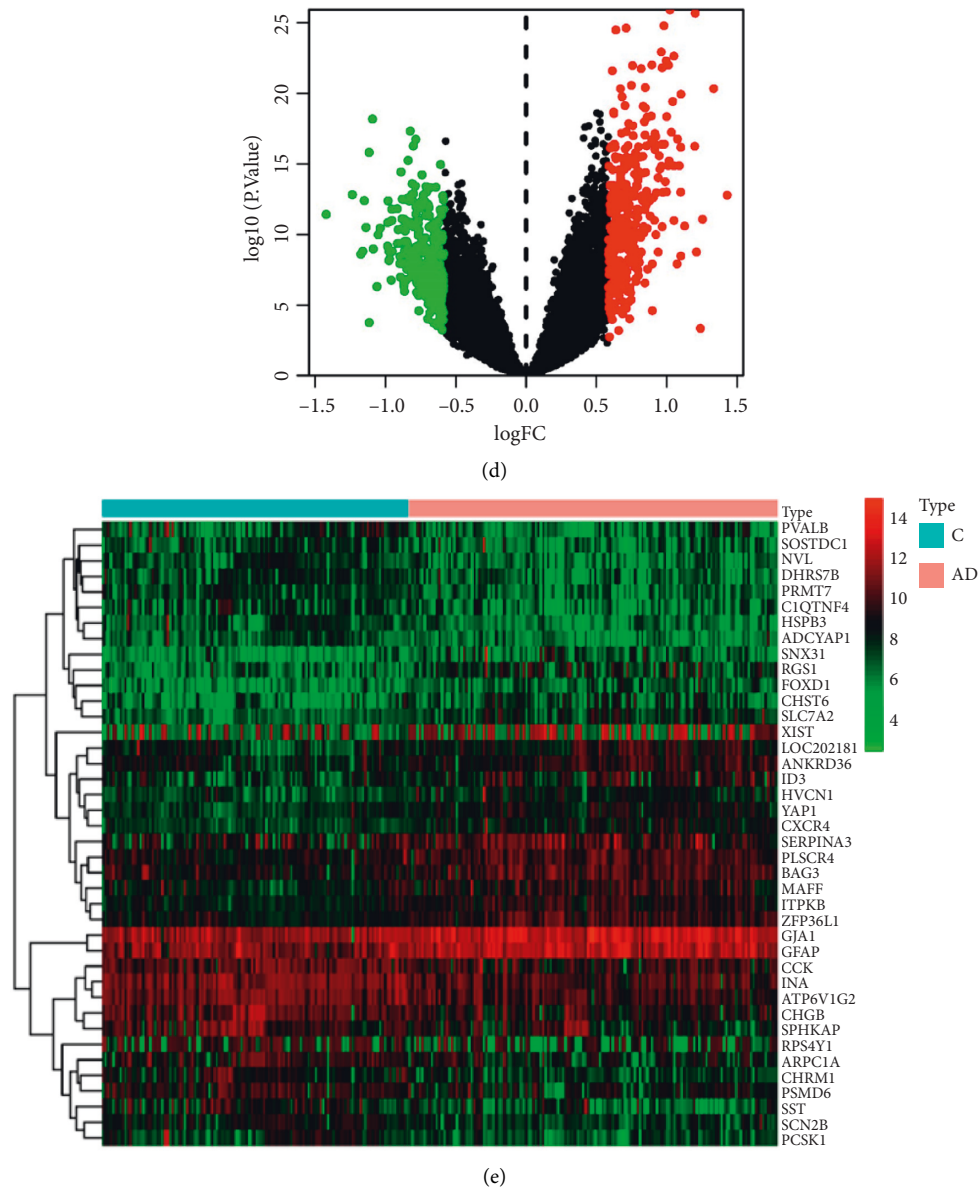 25
20
15
10
5
0
log10 (P.Value)
−1.5 −1.0 −0.5 0.0 0.5 1.0 1.5
logFC
(d)
Type
PVALB
SOSTDC1
NVL
DHRS7B
PRMT7
C1QTNF4
HSPB3
ADCYAP1
SNX31
RGS1
FOXD1
CHST6
SLC7A2
XIST
LOC202181
ANKRD36
ID3
HVCN1
YAP1
CXCR4
SERPINA3
PLSCR4
BAG3
MAFF
ITPKB
ZFP36L1
GJA1
GFAP
CCK
INA
ATP6V1G2
CHGB
SPHKAP
RPS4Y1
ARPC1A
CHRM1
PSMD6
SST
SCN2B
PCSK1
14
12
10
8
6
4
Type
C
AD
(e)